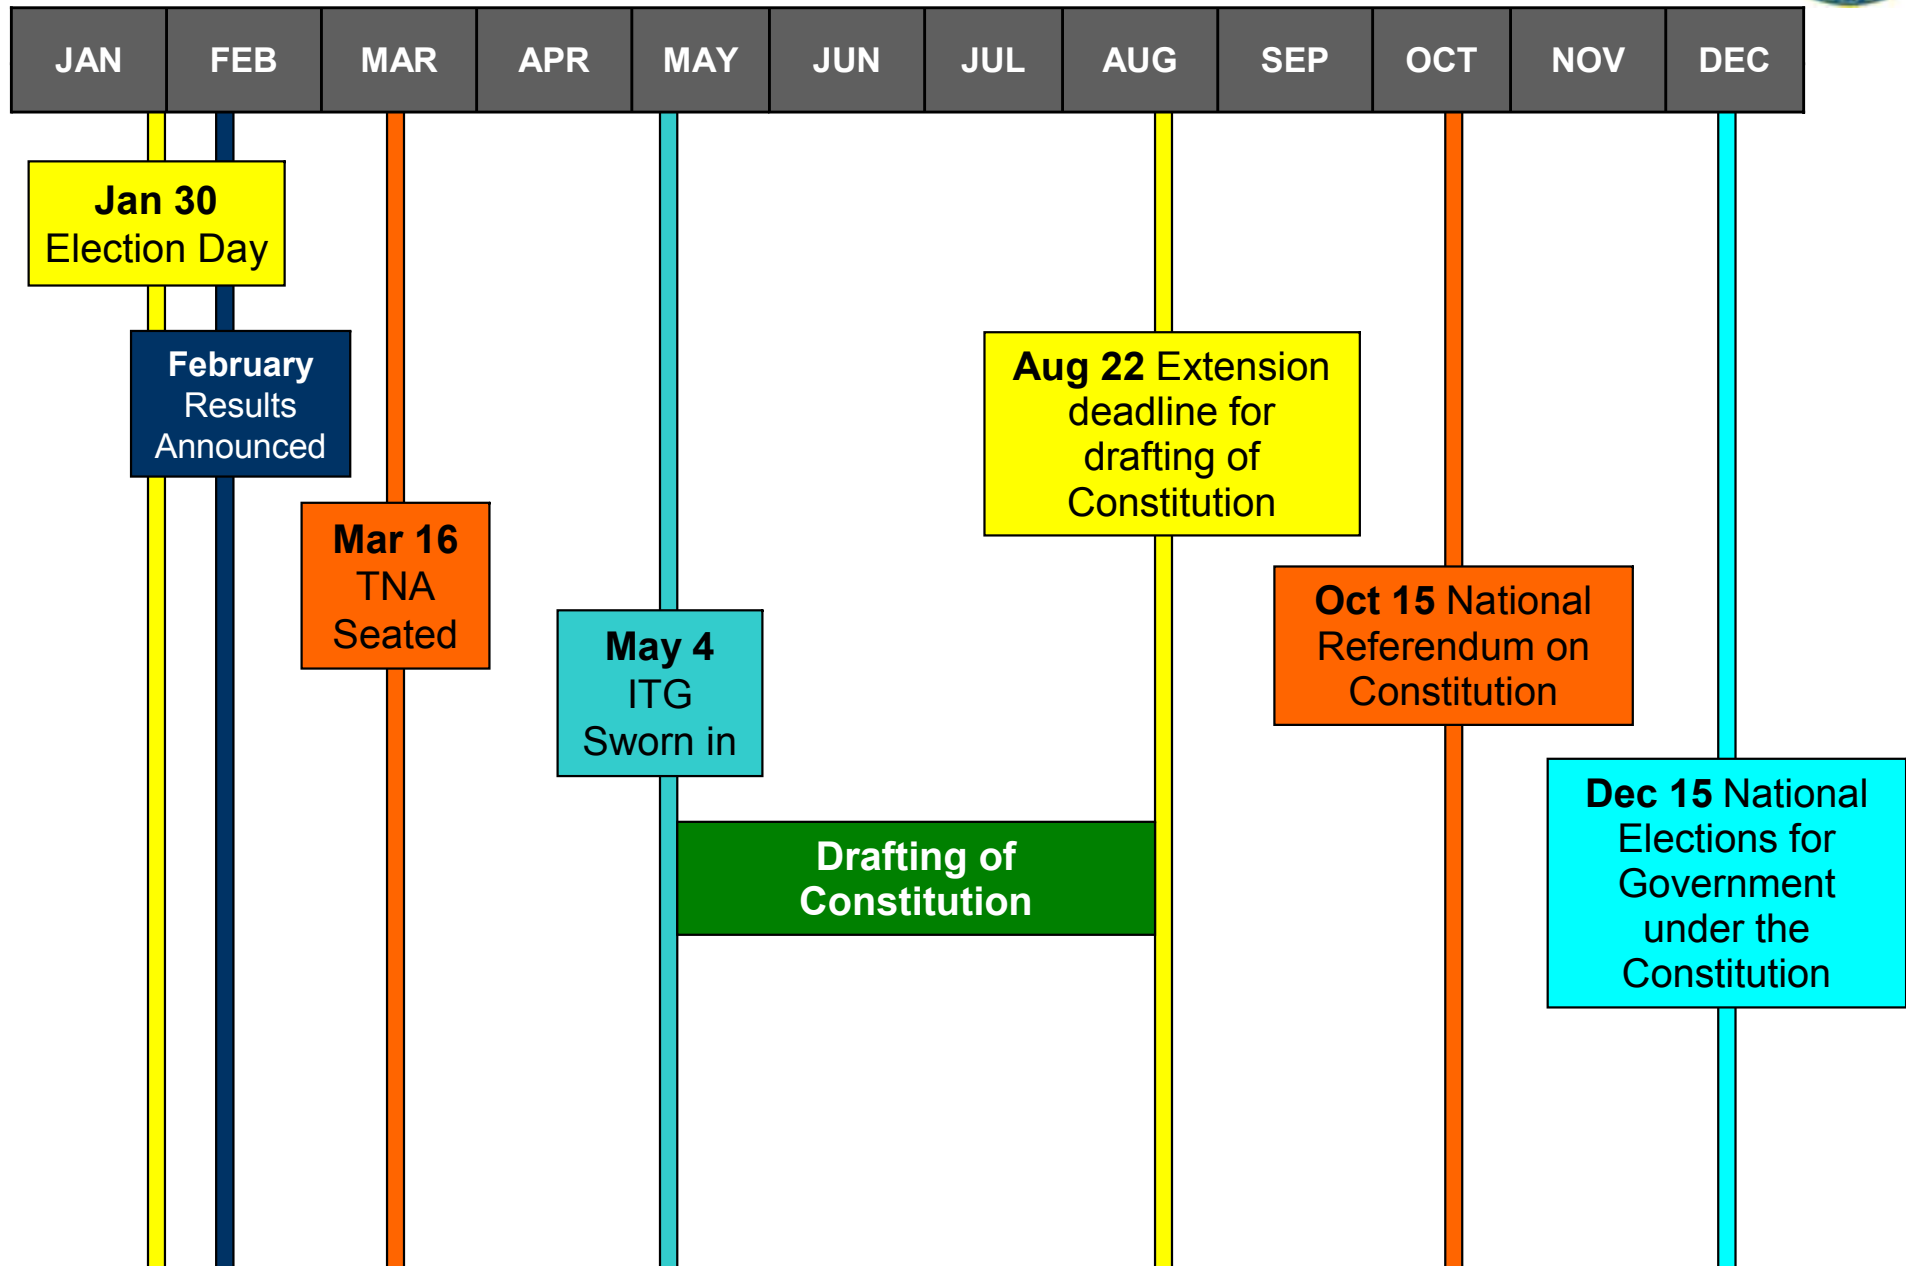 JAN FEB MAR APR MAY JUN JUL AUG SEP OCT NOV DEC
Jan 30
Election Day
February
Results
Announced
Mar 16
TNA
Seated
May 4
ITG
Sworn in
Drafting of
Constitution
Aug 22 Extension
deadline for
drafting of
Constitution
Oct 15 National
Referendum on
Constitution
Dec 15 National
Elections for
Government
under the
Constitution